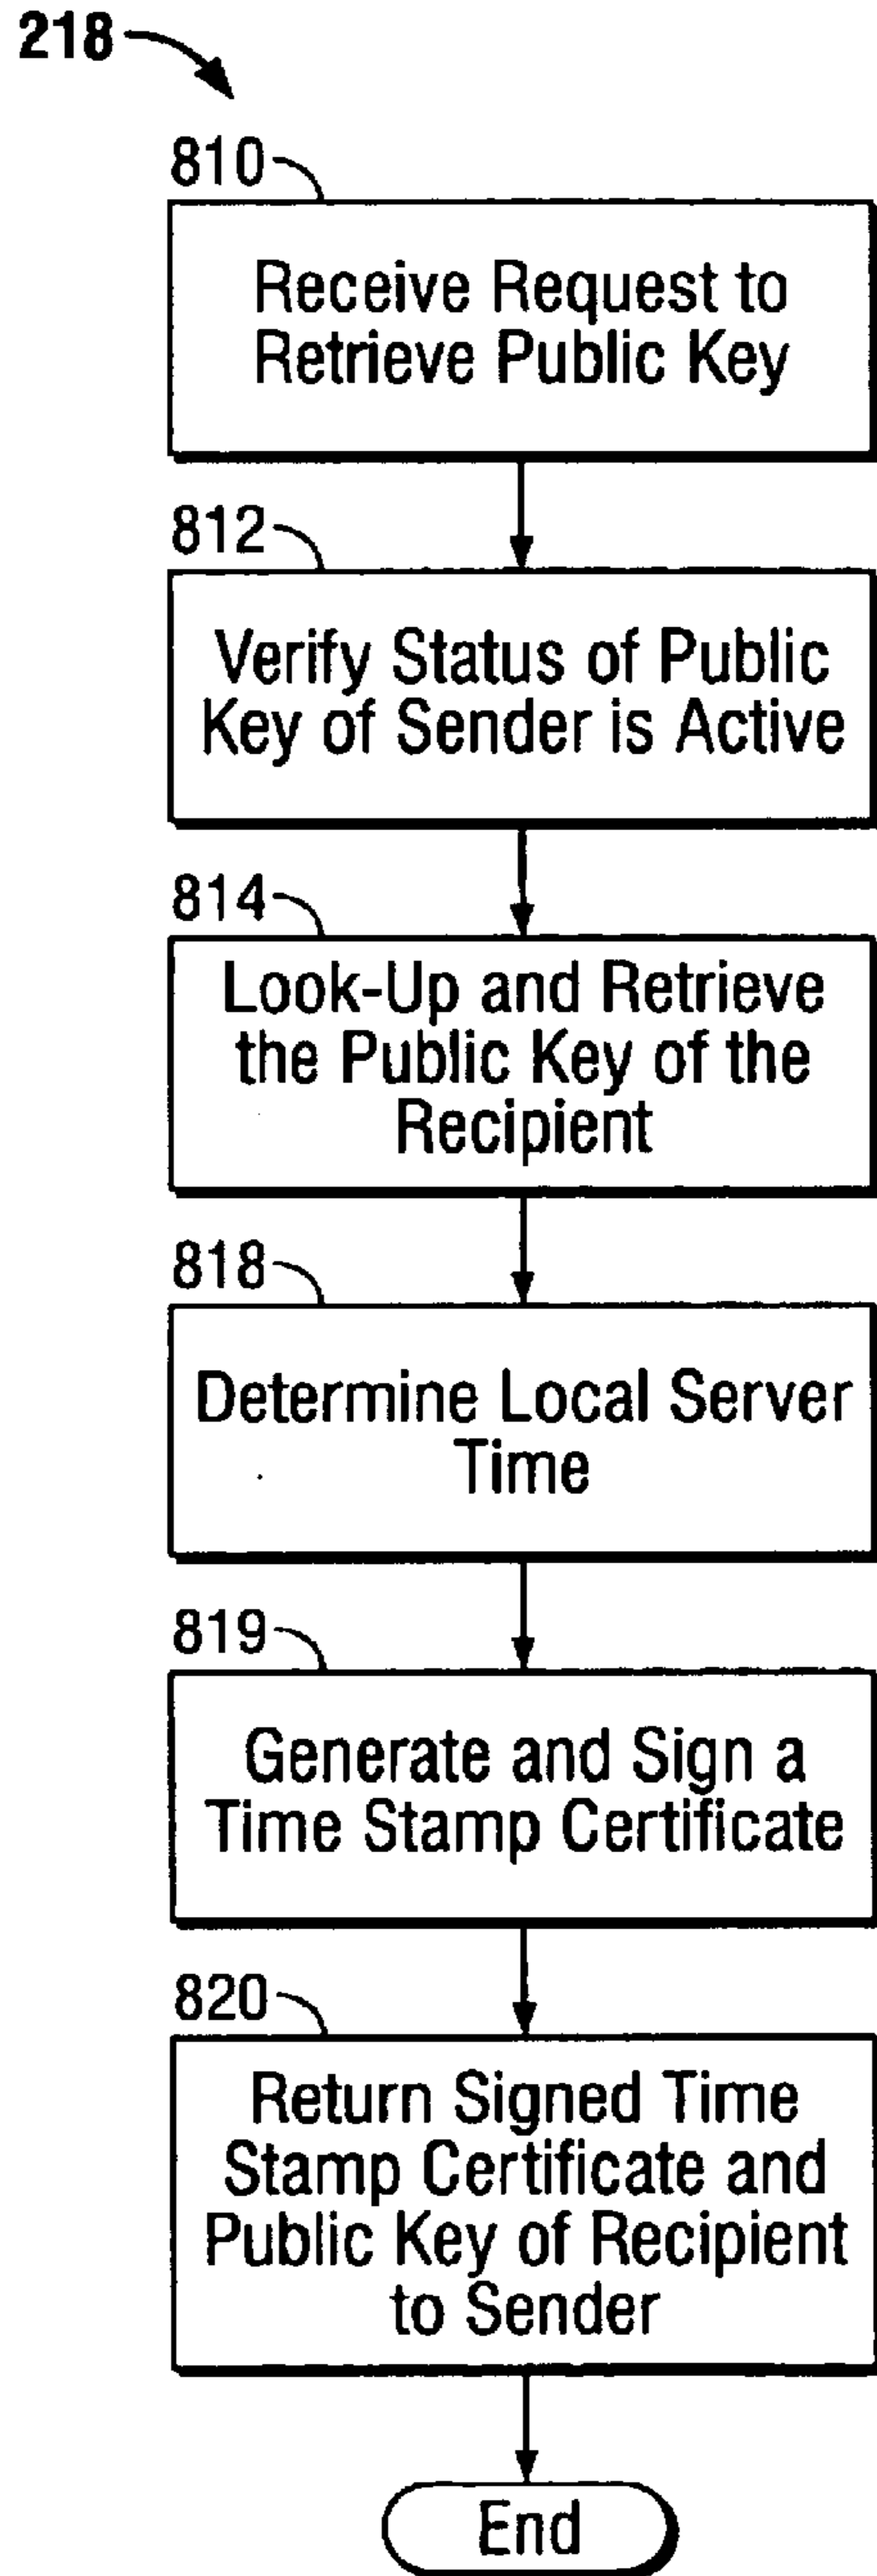 218
810
Receive Request to
Retrieve Public Key
812
Verify Status of Public
Key of Sender is Active
814
Look-Up and Retrieve
the Public Key of the
Recipient
818
Determine Local Server
Time
819
Generate and Sign a
Time Stamp Certificate
820
Return Signed Time
Stamp Certificate and
Public Key of Recipient
to Sender
End